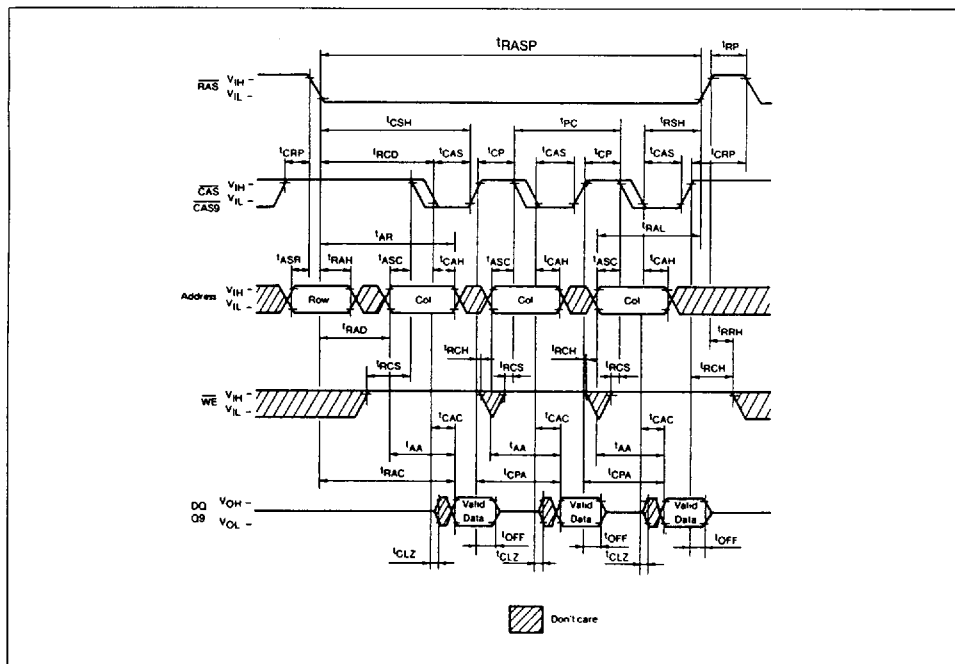 tRASP tRP
RAS VIH –
VIL –
tCSH tPC tRSH
tCRP tRCD tCAS tCP tCAS tCP tCAS tCRP
CAS VIH –
CAS9 VIL –
tAR tRAL
tASR tRAH tASC tCAH tASC tCAH tASC tCAH
Address VIH – Row Col Col Col
VIL –
tRAD tRRH
tRCS tRCH tRCS tRCH tRCS tRCH
WE VIH –
VIL –
tCAC tCAC tCAC
tAA tAA tAA
tRAC tCPA tCPA
DQ VOH – Valid Valid Valid
Q9 VOL – Data Data Data
tOFF tOFF tOFF
tCLZ tCLZ tCLZ
Don't care